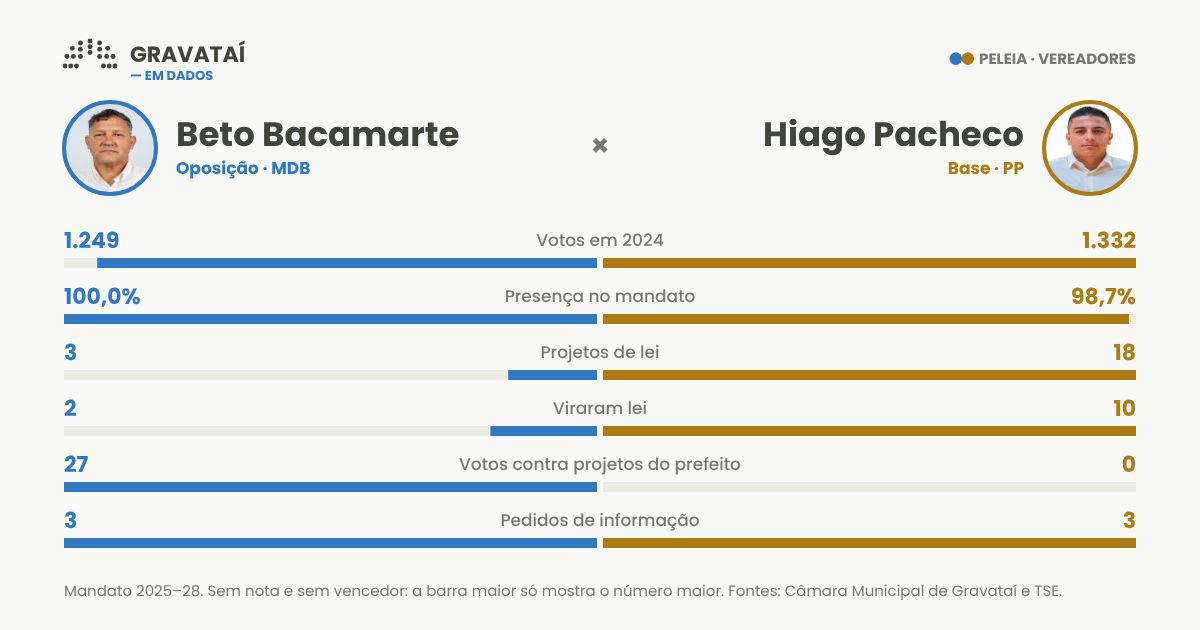 GRAVATAÍ
— EM DADOS
PELEIA · VEREADORES
Beto Bacamarte
Oposição · MDB
×
Hiago Pacheco
Base · PP
1.249 Votos em 2024 1.332
100,0% Presença no mandato 98,7%
3 Projetos de lei 18
2 Viraram lei 10
27 Votos contra projetos do prefeito 0
3 Pedidos de informação 3
Mandato 2025–28. Sem nota e sem vencedor: a barra maior só mostra o número maior. Fontes: Câmara Municipal de Gravataí e TSE.